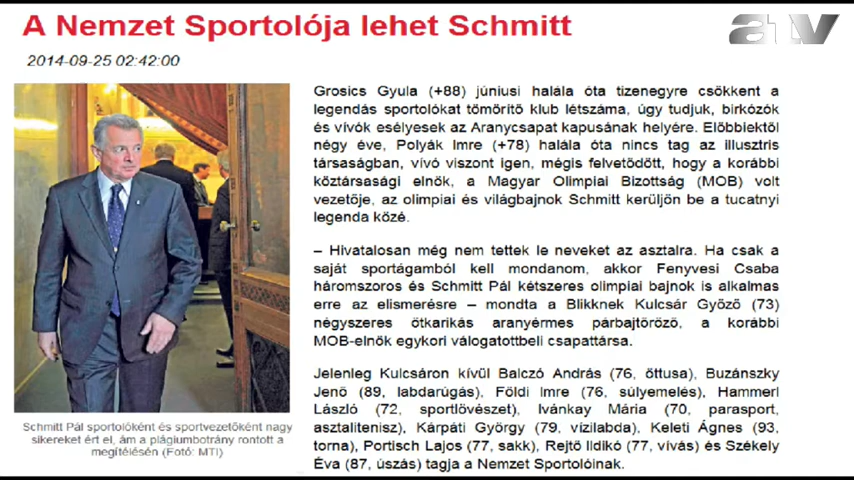 A Nemzet Sportolója lehet Schmitt
atv
2014-09-25 02:42:00
Grosics Gyula (+88) júniusi halála óta tizenegyre csökkent a
legendás sportolókat tömörítő klub létszáma, úgy tudjuk, birkózók
és vívók esélyesek az Aranycsapat kapusának helyére. Előbbiektől
négy éve, Polyák Imre (+78) halála óta nincs tag az illusztris
társaságban, vívó viszont igen, mégis felvetődött, hogy a korábbi
köztársasági elnök, a Magyar Olimpiai Bizottság (MOB) volt
vezetője, az olimpiai és világbajnok Schmitt kerüljön be a tucatnyi
legenda közé.
– Hivatalosan még nem tettek le neveket az asztalra. Ha csak a
saját sportágamból kell mondanom, akkor Fenyvesi Csaba
háromszoros és Schmitt Pál kétszeres olimpiai bajnok is alkalmas
erre az elismerésre – mondta a Blikknek Kulcsár Győző (73)
négyszeres ötkarikás aranyérmes párbajtőröző, a korábbi
MOB-elnök egykori válogatottbeli csapattársa.
Jelenleg Kulcsáron kívül Balczó András (76, öttusa), Buzánszky
Jenő (89, labdarúgás), Földi Imre (76, súlyemelés), Hammerl
László (72, sportlövészet), Ivánkay Mária (70, parasport,
asztalitenisz), Kárpáti György (79, vízilabda), Keleti Ágnes (93,
torna), Portisch Lajos (77, sakk), Rejtő Ildikó (77, vívás) és Székely
Éva (87, úszás) tagja a Nemzet Sportolóinak.
Schmitt Pál sportolóként és sportvezetőként nagy
sikereket ért el, ám a plágiumbotrány rontott a
megítélésén (Fotó: MTI)